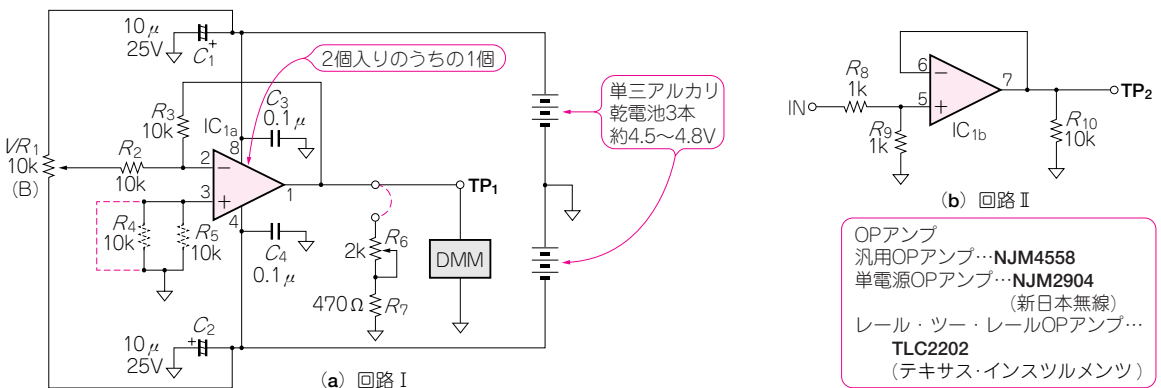 10μ
25V
C1
+
2個入りのうちの1個
R3
10k
C3
0.1μ
IC1a
8
VR1
10k
(B)
R2
10k
2
−
3
+
1
4
R4
10k
R5
10k
C4
0.1μ
TP1
2k
R6
470Ω
R7
DMM
単三アルカリ
乾電池3本
約4.5～4.8V
10μ
25V
+
C2
(a) 回路Ⅰ
IN
R8
1k
R9
1k
6
−
5
+
7
IC1b
R10
10k
TP2
(b) 回路Ⅱ
OPアンプ
汎用OPアンプ…NJM4558
単電源OPアンプ…NJM2904
(新日本無線)
レール・ツー・レールOPアンプ…
TLC2202
(テキサス・インスツルメンツ)